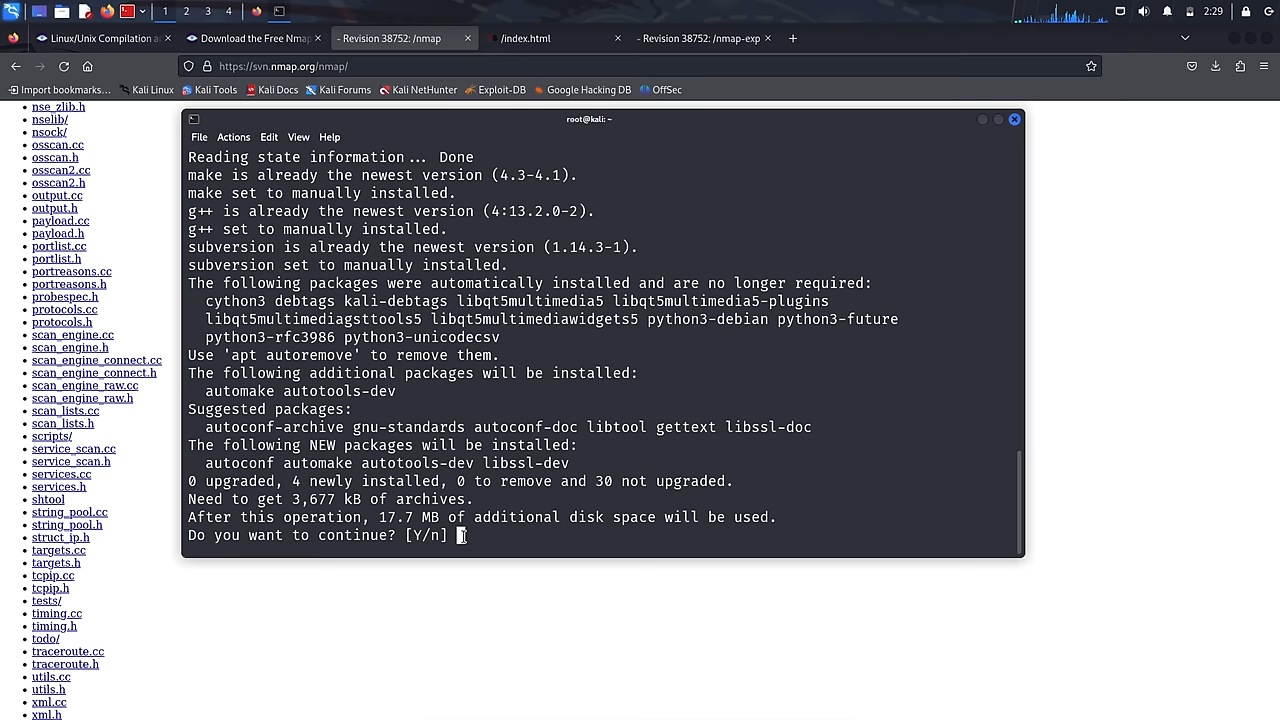 1 2 3 4
2:29
Linux/Unix Compilation a
Download the Free Nmap
- Revision 38752: /nmap
/index.html
- Revision 38752: /nmap-exp
https://svn.nmap.org/nmap/
Import bookmarks...
Kali Linux
Kali Tools
Kali Docs
Kali Forums
Kali NetHunter
Exploit-DB
Google Hacking DB
OffSec
nse_zlib.h
nselib/
nsock/
osscan.cc
osscan.h
osscan2.cc
osscan2.h
output.cc
output.h
payload.cc
payload.h
portlist.cc
portlist.h
portreasons.cc
portreasons.h
probespec.h
protocols.cc
protocols.h
scan_engine.cc
scan_engine.h
scan_engine_connect.cc
scan_engine_connect.h
scan_engine_raw.cc
scan_engine_raw.h
scan_lists.cc
scan_lists.h
scripts/
service_scan.cc
service_scan.h
services.cc
services.h
shtool
string_pool.cc
string_pool.h
struct_ip.h
targets.cc
targets.h
tcpip.cc
tcpip.h
tests/
timing.cc
timing.h
todo/
traceroute.cc
traceroute.h
utils.cc
utils.h
xml.cc
xml.h
root@kali: ~
File Actions Edit View Help
Reading state information... Done
make is already the newest version (4.3-4.1).
make set to manually installed.
g++ is already the newest version (4:13.2.0-2).
g++ set to manually installed.
subversion is already the newest version (1.14.3-1).
subversion set to manually installed.
The following packages were automatically installed and are no longer required:
cython3 debtags kali-debtags libqt5multimedia5 libqt5multimedia5-plugins
libqt5multimediagsttools5 libqt5multimediawidgets5 python3-debian python3-future
python3-rfc3986 python3-unicodecsv
Use 'apt autoremove' to remove them.
The following additional packages will be installed:
automake autotools-dev
Suggested packages:
autoconf-archive gnu-standards autoconf-doc libtool gettext libssl-doc
The following NEW packages will be installed:
autoconf automake autotools-dev libssl-dev
0 upgraded, 4 newly installed, 0 to remove and 30 not upgraded.
Need to get 3,677 kB of archives.
After this operation, 17.7 MB of additional disk space will be used.
Do you want to continue? [Y/n]